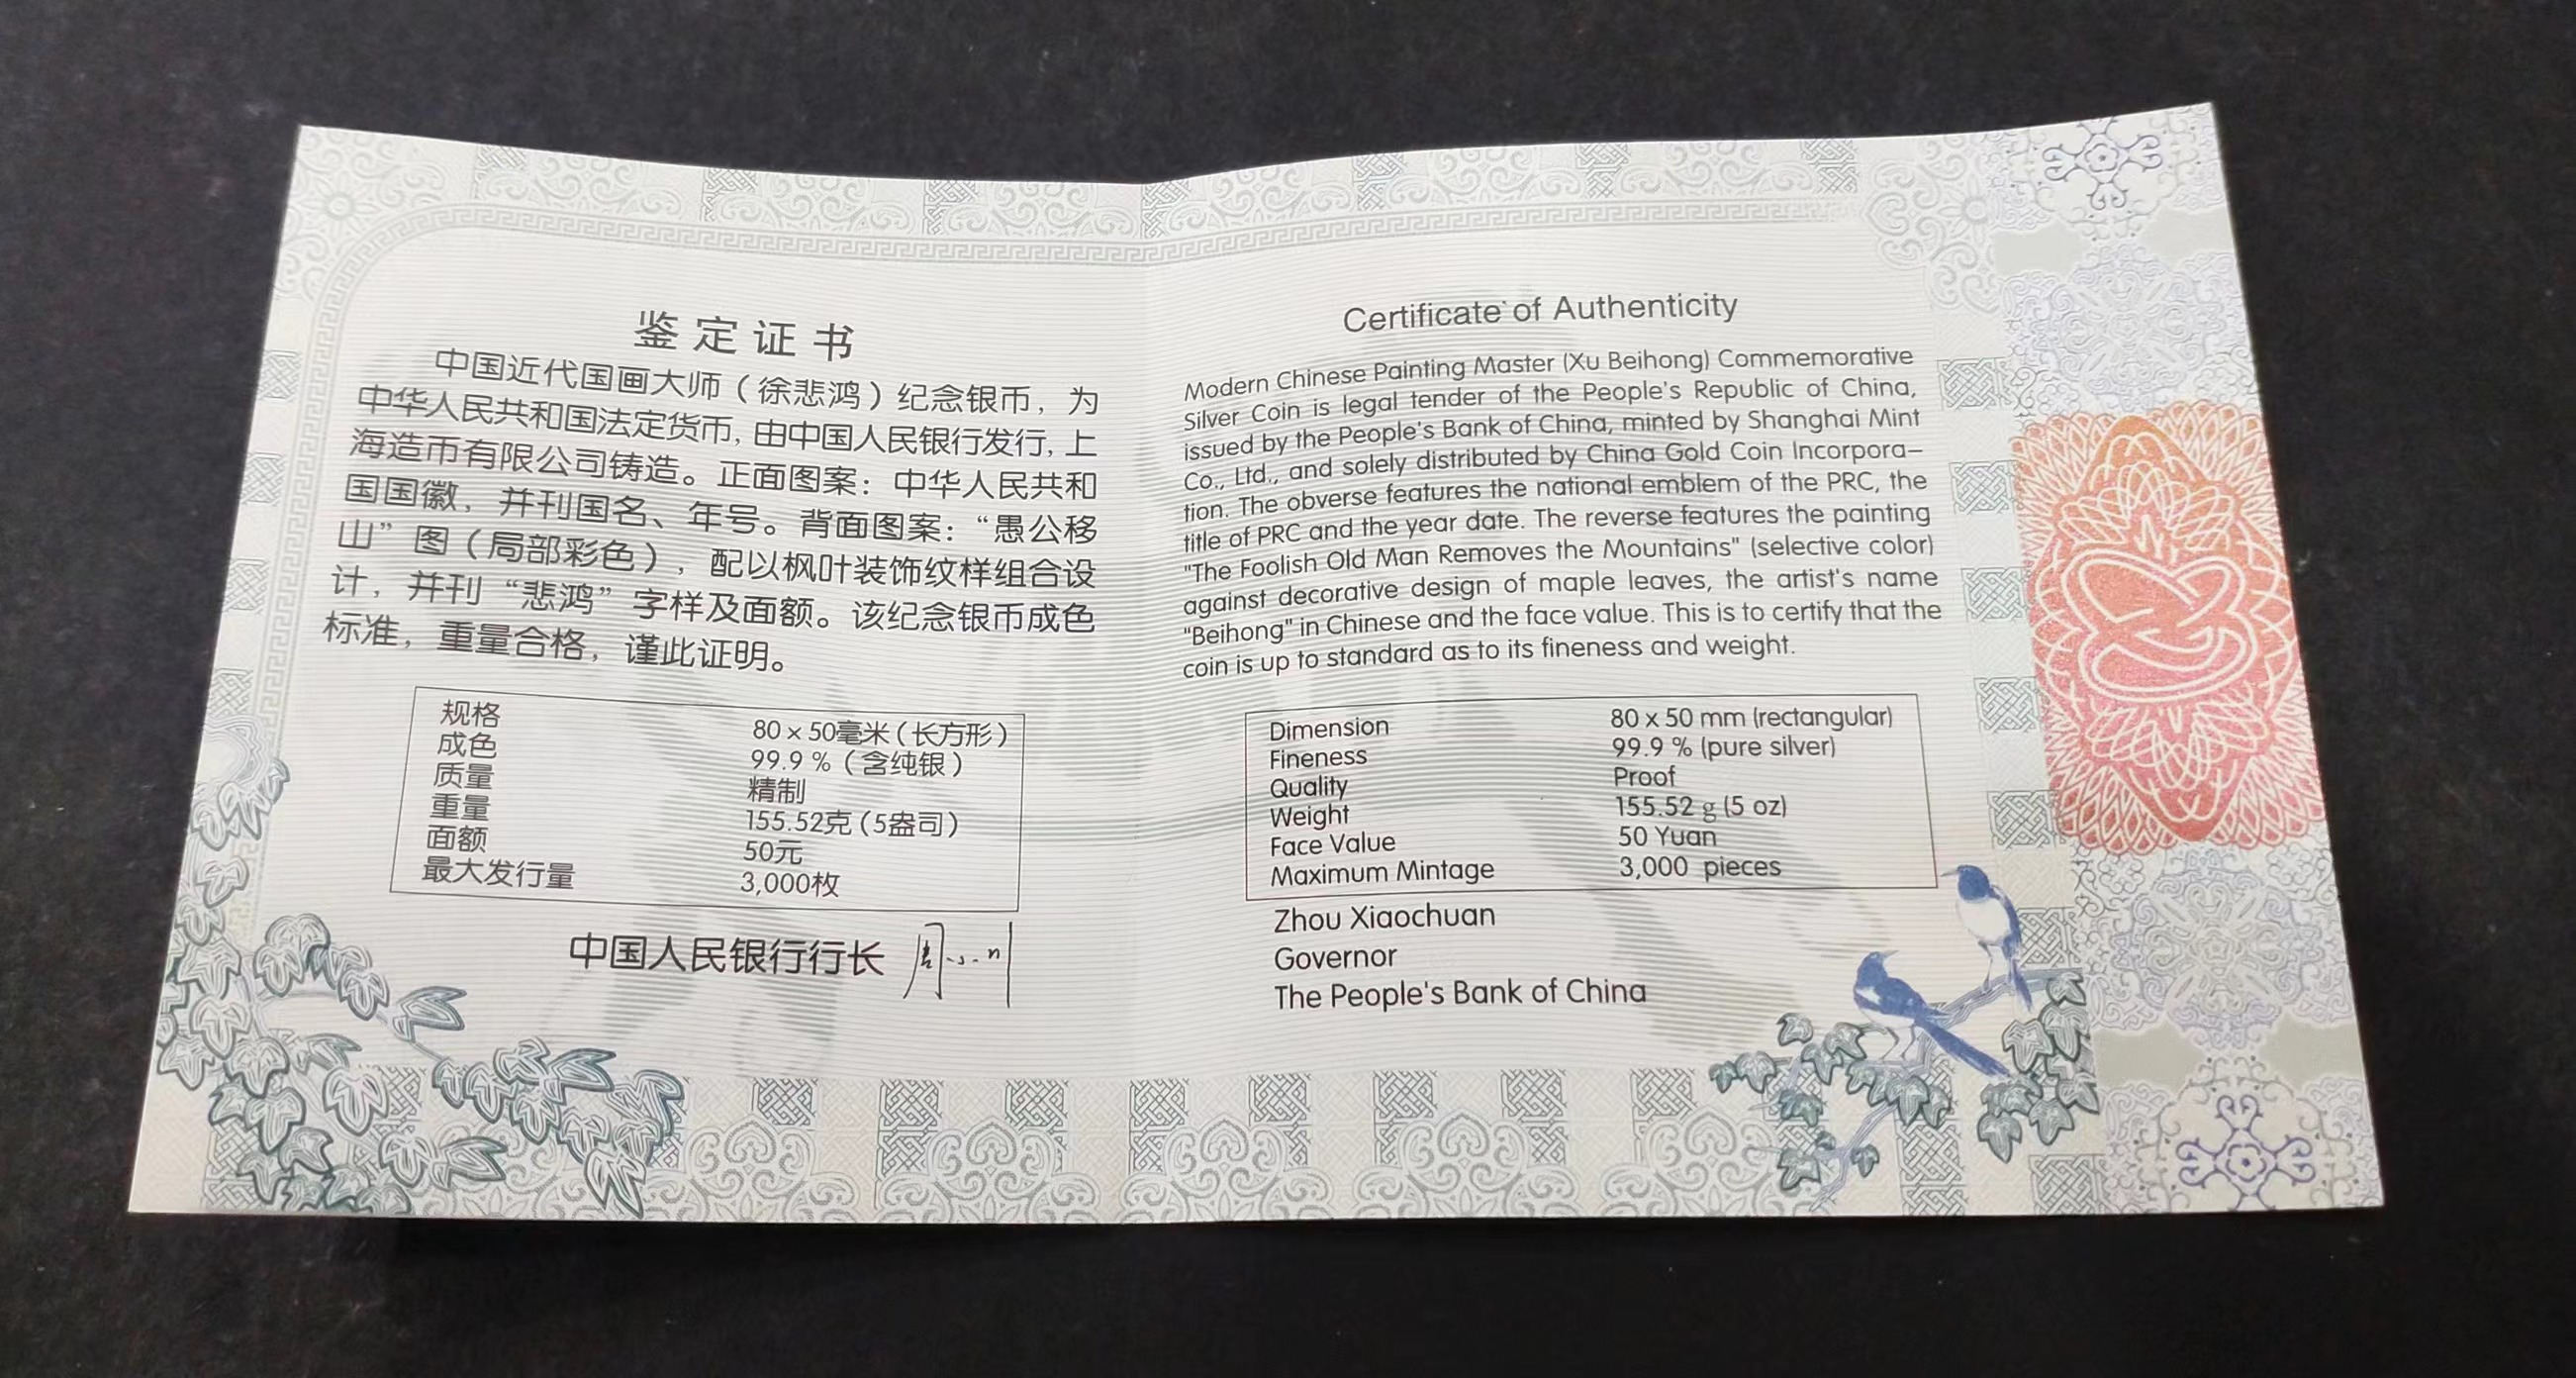 鉴定证书
中国近代国画大师（徐悲鸿）纪念银币，为
中华人民共和国法定货币，由中国人民银行发行，上
海造币有限公司铸造。正面图案：中华人民共和
国国徽，并刊国名、年号。背面图案：“愚公移
山”图（局部彩色），配以枫叶装饰纹样组合设
计，并刊“悲鸿”字样及面额。该纪念银币成色
标准，重量合格，谨此证明。
规格 80×50毫米（长方形）
成色 99.9%（含纯银）
质量 精制
重量 155.52克（5盎司）
面额 50元
最大发行量 3,000枚
中国人民银行行长 周小川
Certificate of Authenticity
Modern Chinese Painting Master (Xu Beihong) Commemorative
Silver Coin is legal tender of the People's Republic of China,
issued by the People's Bank of China, minted by Shanghai Mint
Co., Ltd., and solely distributed by China Gold Coin Incorpora–
tion. The obverse features the national emblem of the PRC, the
title of PRC and the year date. The reverse features the painting
"The Foolish Old Man Removes the Mountains" (selective color)
against decorative design of maple leaves, the artist's name
"Beihong" in Chinese and the face value. This is to certify that the
coin is up to standard as to its fineness and weight.
Dimension 80 x 50 mm (rectangular)
Fineness 99.9 % (pure silver)
Quality Proof
Weight 155.52 g (5 oz)
Face Value 50 Yuan
Maximum Mintage 3,000 pieces
Zhou Xiaochuan
Governor
The People's Bank of China